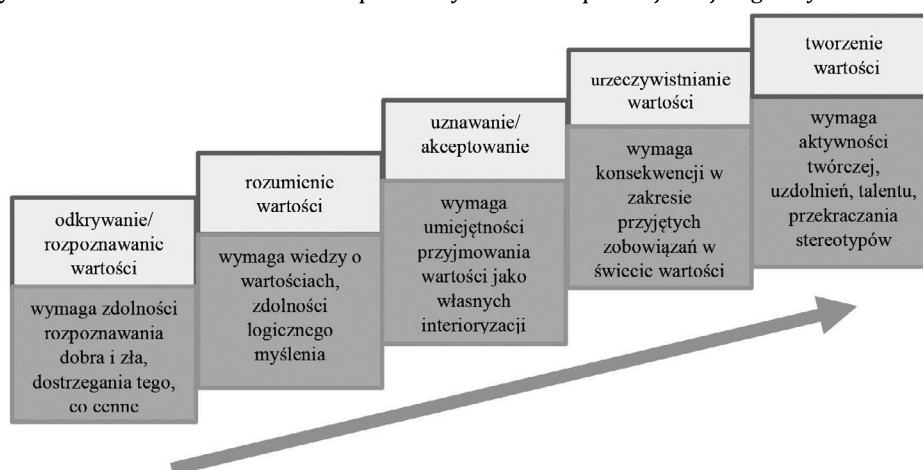 odkrywanie/
rozpoznawanie
wartości
wymaga zdolności
rozpoznawania
dobra i zła,
dostrzegania tego,
co cenne
rozumienie
wartości
wymaga wiedzy o
wartościach,
zdolności
logicznego
myślenia
uznawanie/
akceptowanie
wymaga
umiejętności
przyjmowania
wartości jako
własnych
interioryzacji
urzeczywistnianie
wartości
wymaga
konsekwencji w
zakresie
przyjętych
zobowiązań w
świecie wartości
tworzenie
wartości
wymaga
aktywności
twórczej,
uzdolnień, talentu,
przekraczania
stereotypów